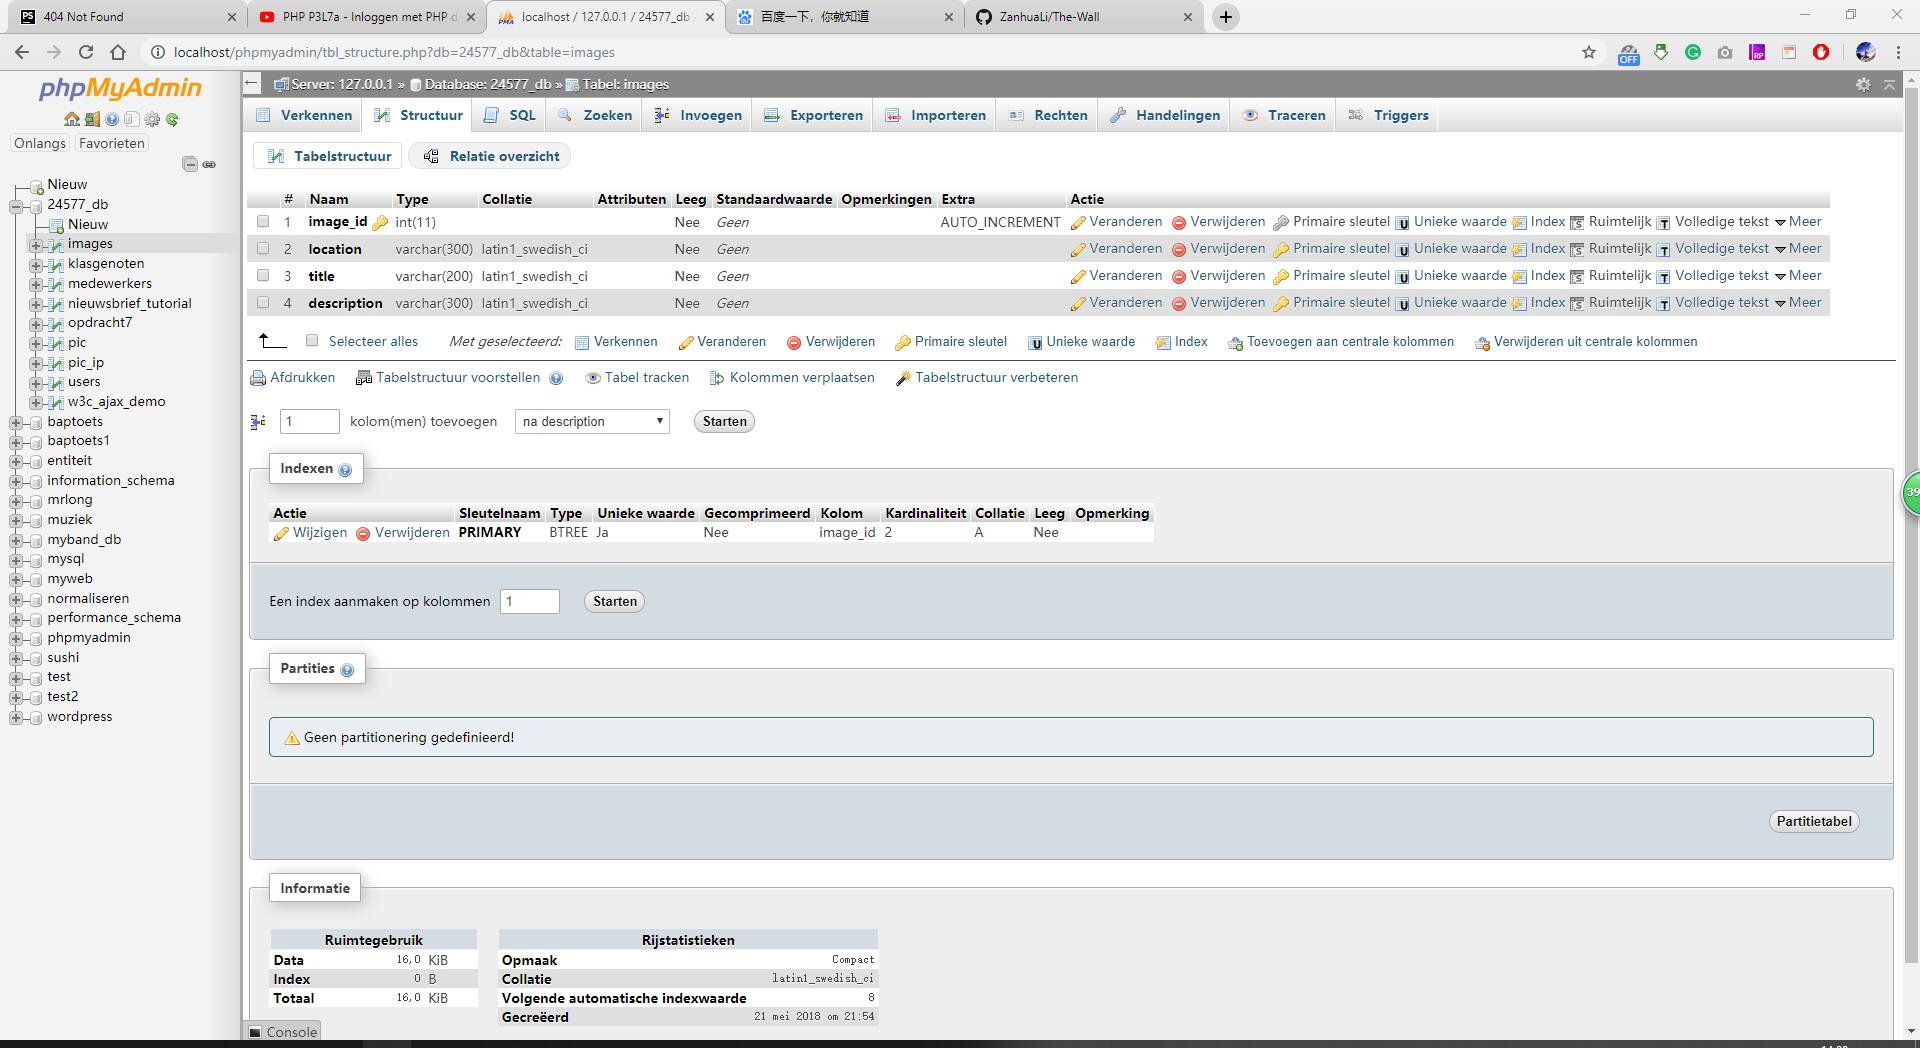 404 Not Found
PHP P3L7a - Inloggen met PHP d
localhost / 127.0.0.1 / 24577_db
百度一下，你就知道
ZanhuaLi/The-Wall
localhost/phpmyadmin/tbl_structure.php?db=24577_db&table=images
OFF
phpMyAdmin
Onlangs Favorieten
Nieuw
24577_db
Nieuw
images
klasgenoten
medewerkers
nieuwsbrief_tutorial
opdracht7
pic
pic_ip
users
w3c_ajax_demo
baptoets
baptoets1
entiteit
information_schema
mrlong
muziek
myband_db
mysql
myweb
normaliseren
performance_schema
phpmyadmin
sushi
test
test2
wordpress
Server: 127.0.0.1 » Database: 24577_db » Tabel: images
Verkennen Structuur SQL Zoeken Invoegen Exporteren Importeren Rechten Handelingen Traceren Triggers
Tabelstructuur Relatie overzicht
# Naam Type Collatie Attributen Leeg Standaardwaarde Opmerkingen Extra Actie
1 image_id int(11) Nee Geen AUTO_INCREMENT Veranderen Verwijderen Primaire sleutel Unieke waarde Index Ruimtelijk Volledige tekst Meer
2 location varchar(300) latin1_swedish_ci Nee Geen Veranderen Verwijderen Primaire sleutel Unieke waarde Index Ruimtelijk Volledige tekst Meer
3 title varchar(200) latin1_swedish_ci Nee Geen Veranderen Verwijderen Primaire sleutel Unieke waarde Index Ruimtelijk Volledige tekst Meer
4 description varchar(300) latin1_swedish_ci Nee Geen Veranderen Verwijderen Primaire sleutel Unieke waarde Index Ruimtelijk Volledige tekst Meer
Selecteer alles Met geselecteerd: Verkennen Veranderen Verwijderen Primaire sleutel Unieke waarde Index Toevoegen aan centrale kolommen Verwijderen uit centrale kolommen
Afdrukken Tabelstructuur voorstellen Tabel tracken Kolommen verplaatsen Tabelstructuur verbeteren
1 kolom(men) toevoegen na description Starten
Indexen
Actie Sleutelnaam Type Unieke waarde Gecomprimeerd Kolom Kardinaliteit Collatie Leeg Opmerking
Wijzigen Verwijderen PRIMARY BTREE Ja Nee image_id 2 A Nee
Een index aanmaken op kolommen 1 Starten
39
Partities
Geen partitionering gedefinieerd!
Partitietabel
Informatie
Ruimtegebruik
Data 16,0 KiB
Index 0 B
Totaal 16,0 KiB
Rijstatistieken
Opmaak Compact
Collatie latin1_swedish_ci
Volgende automatische indexwaarde 8
Gecreëerd 21 mei 2018 om 21:54
Console